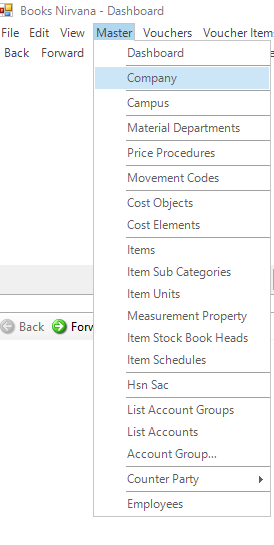 Books Nirvana - Dashboard
File Edit View Master Vouchers Voucher Item
Back Forward
Dashboard
Company
Campus
Material Departments
Price Procedures
Movement Codes
Cost Objects
Cost Elements
Items
Item Sub Categories
Item Units
Measurement Property
Item Stock Book Heads
Item Schedules
Back Forw
Hsn Sac
List Account Groups
List Accounts
Account Group...
Counter Party
Employees